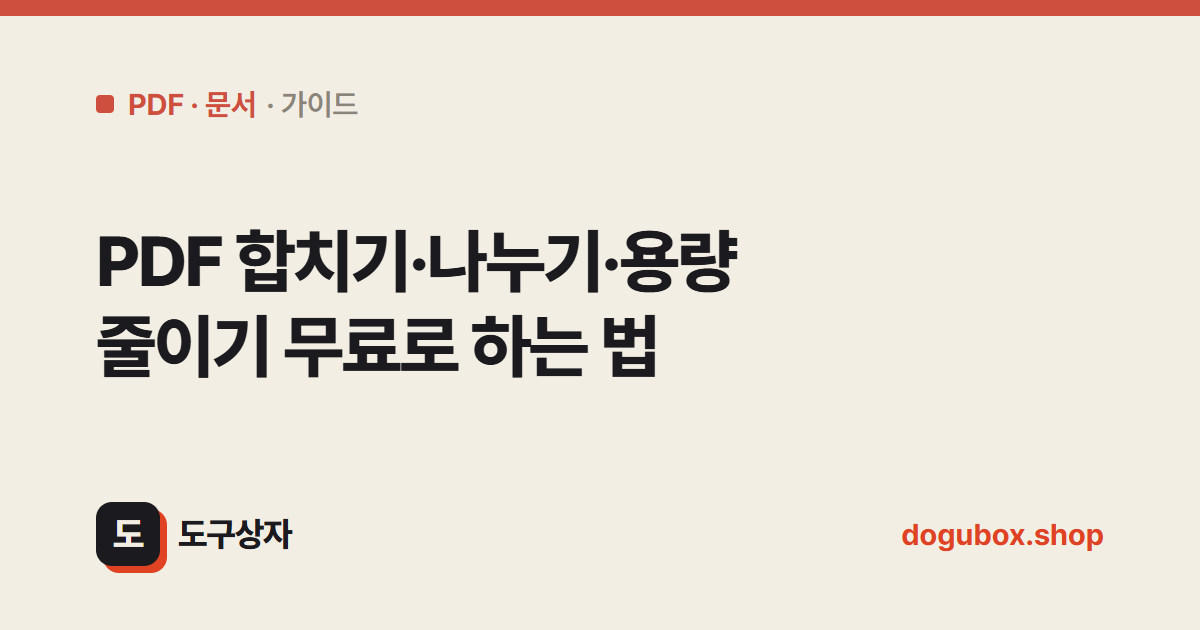 PDF · 문서 · 가이드
PDF 합치기·나누기·용량
줄이기 무료로 하는 법
도 도구상자
dogubox.shop